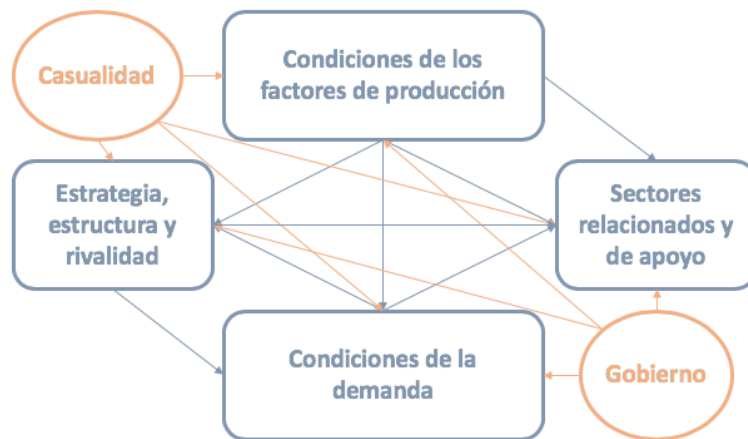 Casualidad
Condiciones de los
factores de producción
Estrategia,
estructura y
rivalidad
Sectores
relacionados y
de apoyo
Condiciones de la
demanda
Gobierno